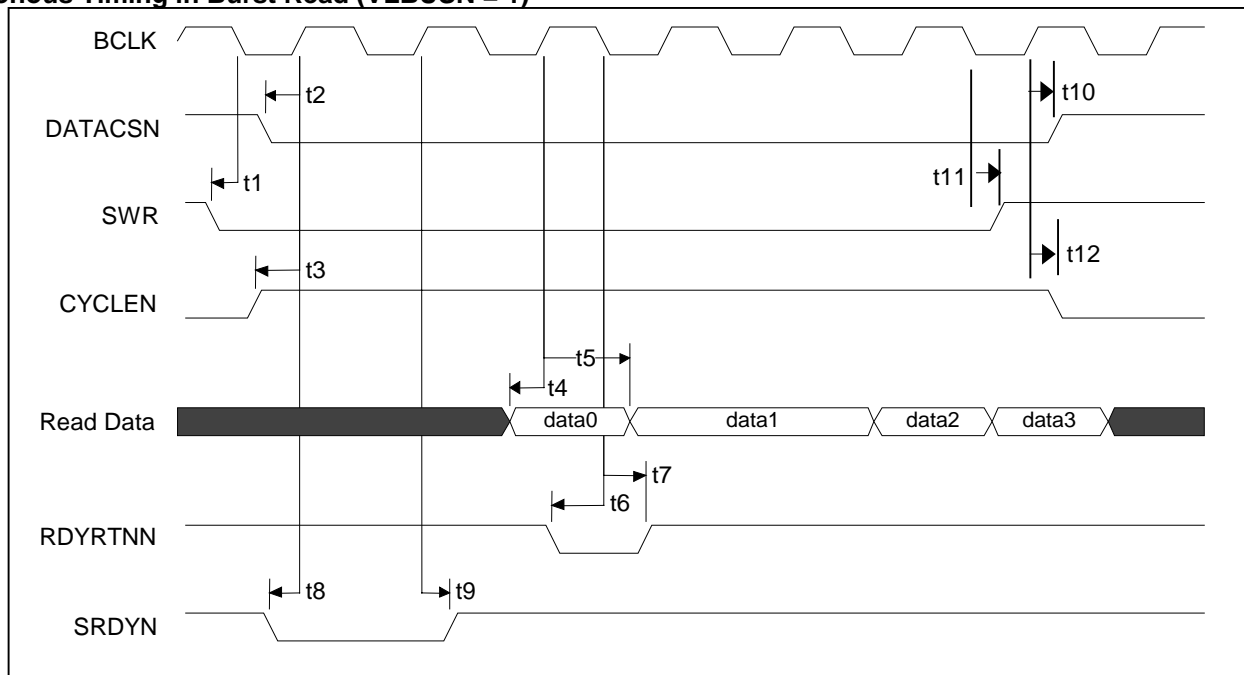 BCLK
t2
t10
DATACSN
t1
t11
SWR
t3
t12
CYCLEN
t5
t4
Read Data
data0
data1
data2
data3
t7
t6
RDYRTNN
t8
t9
SRDYN